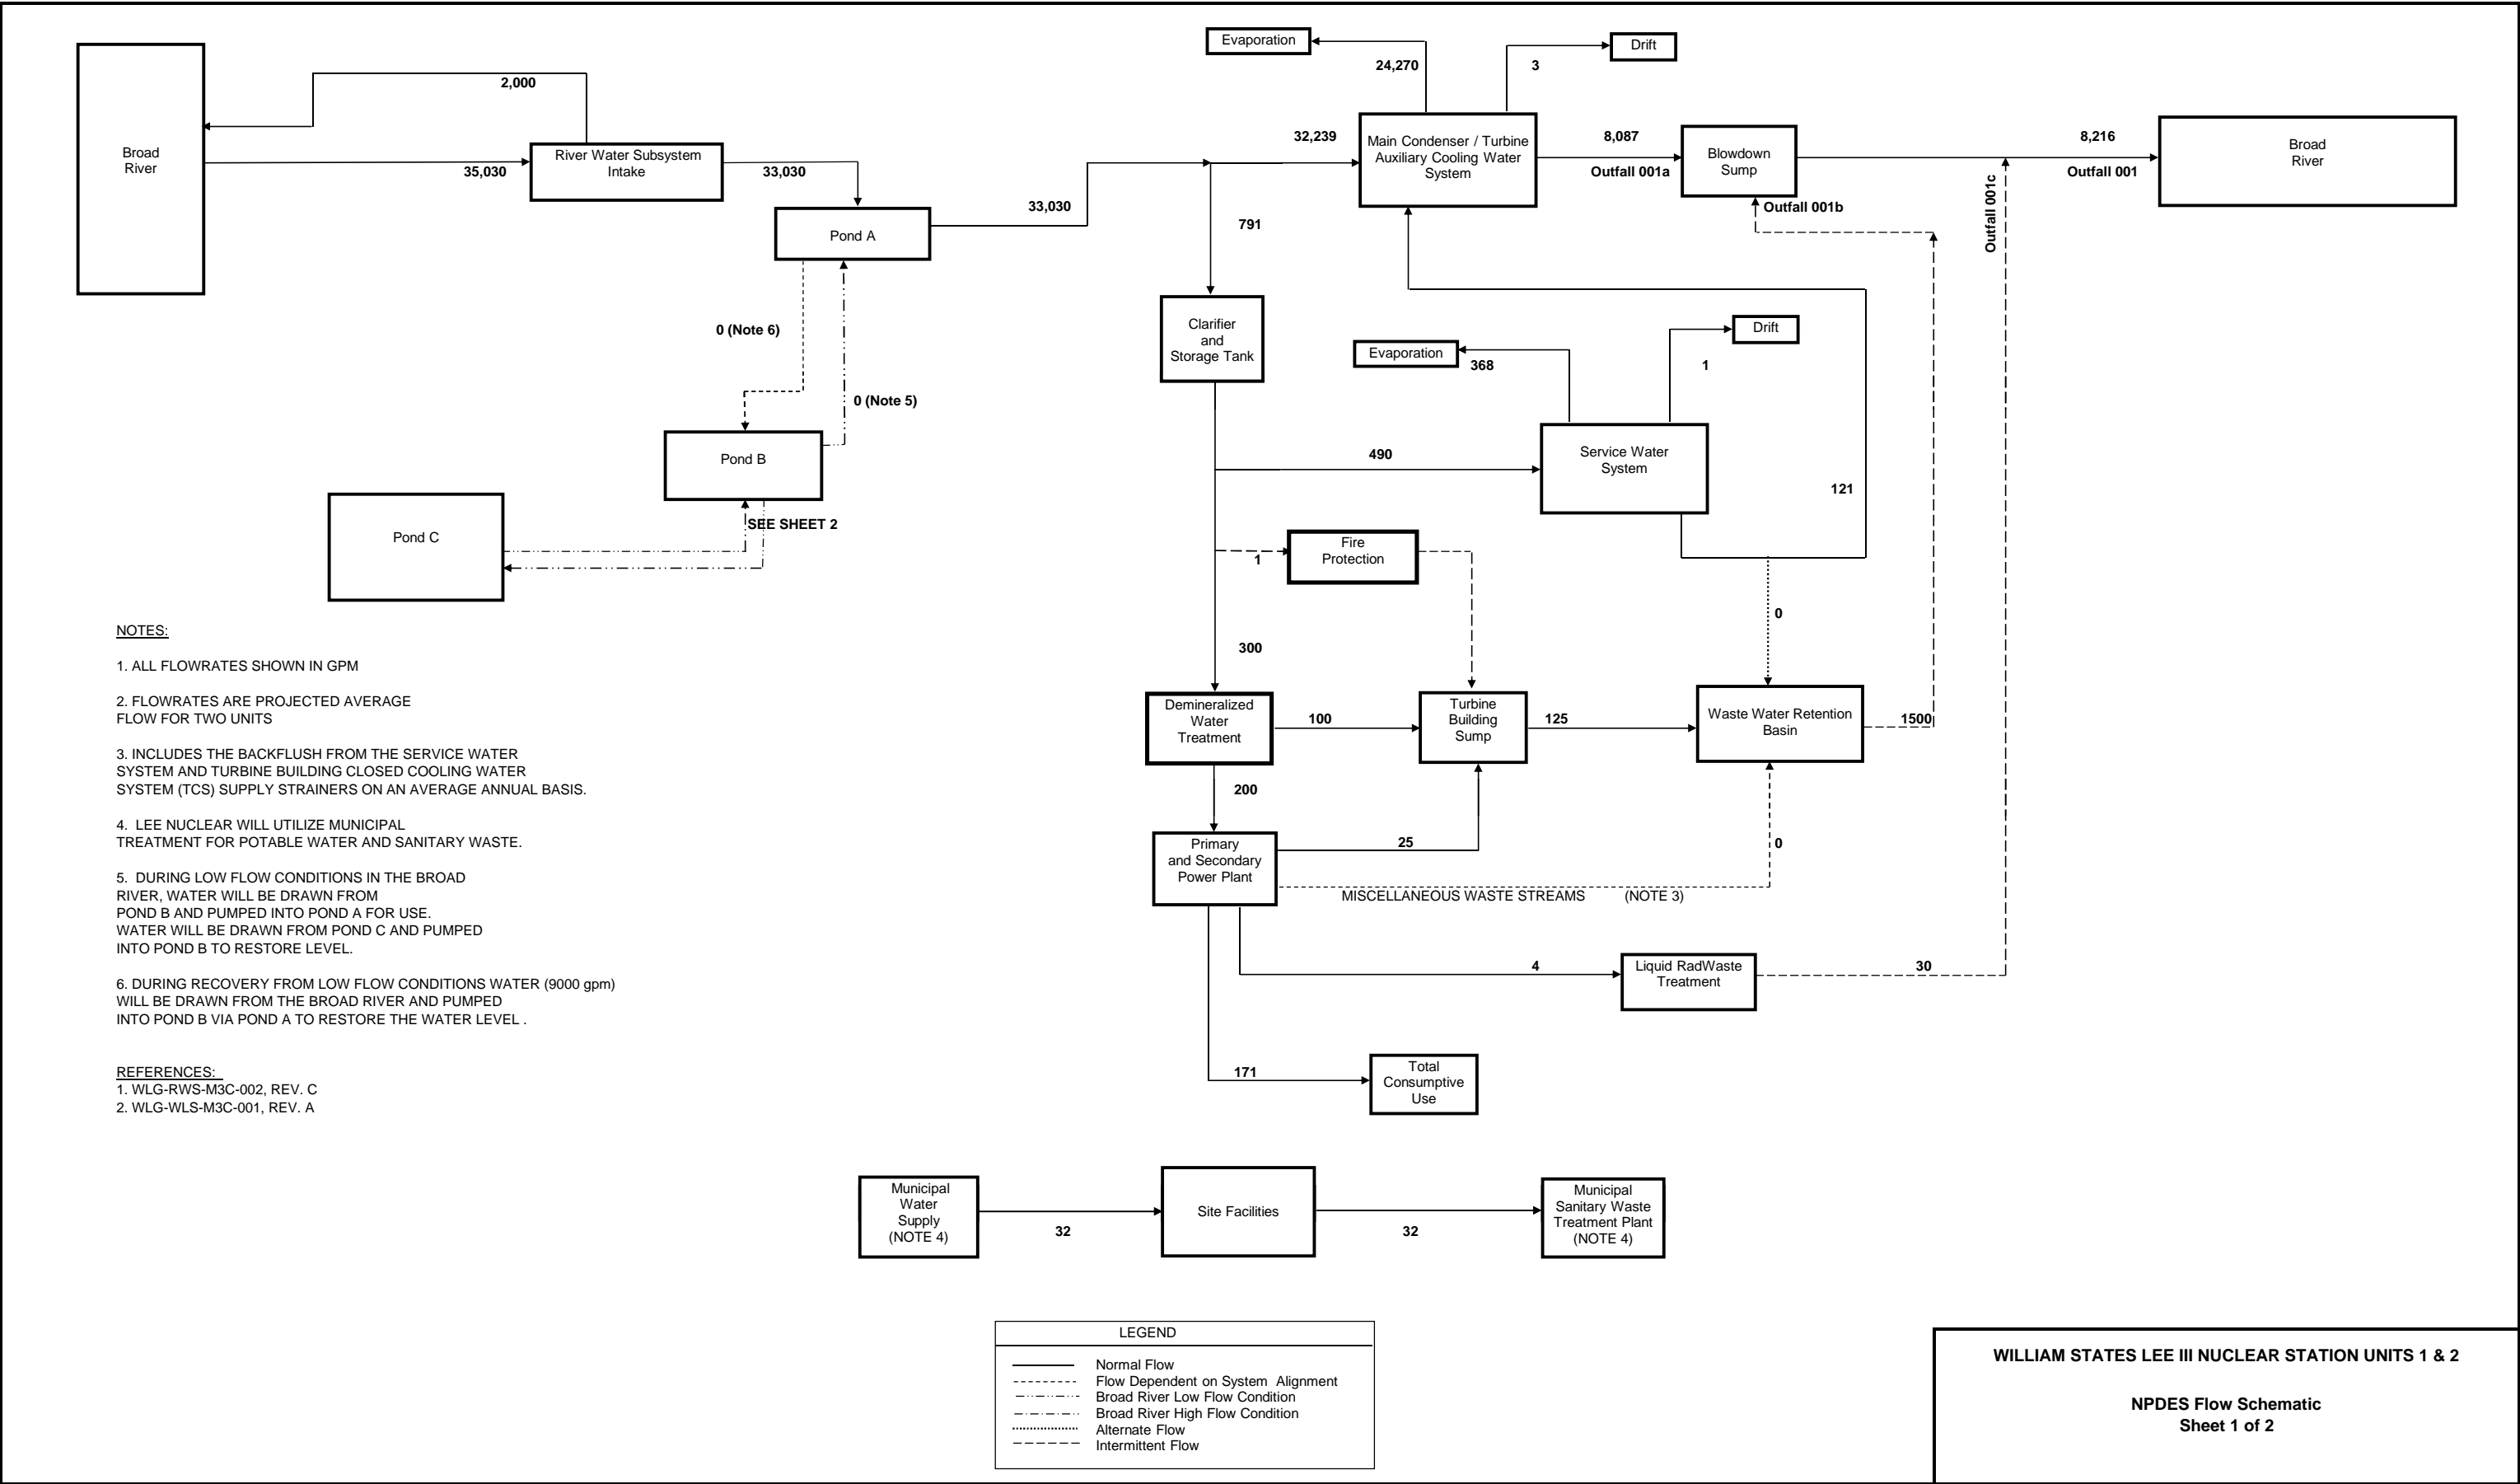 Evaporation
24,270
3
Drift
2,000
Broad
River
35,030
River Water Subsystem
Intake
33,030
Pond A
33,030
32,239
Main Condenser / Turbine
Auxiliary Cooling Water
System
8,087
Outfall 001a
Blowdown
Sump
Outfall 001b
Outfall 001c
8,216
Outfall 001
Broad
River
791
0 (Note 6)
0 (Note 5)
Clarifier
and
Storage Tank
Evaporation
368
1
Drift
Pond B
490
Service Water
System
121
SEE SHEET 2
Pond C
1
Fire
Protection
0
300
Demineralized
Water
Treatment
100
Turbine
Building
Sump
125
Waste Water Retention
Basin
1500
200
Primary
and Secondary
Power Plant
25
0
MISCELLANEOUS WASTE STREAMS (NOTE 3)
4
Liquid RadWaste
Treatment
30
171
Total
Consumptive
Use
NOTES:
1. ALL FLOWRATES SHOWN IN GPM
2. FLOWRATES ARE PROJECTED AVERAGE
FLOW FOR TWO UNITS
3. INCLUDES THE BACKFLUSH FROM THE SERVICE WATER
SYSTEM AND TURBINE BUILDING CLOSED COOLING WATER
SYSTEM (TCS) SUPPLY STRAINERS ON AN AVERAGE ANNUAL BASIS.
4. LEE NUCLEAR WILL UTILIZE MUNICIPAL
TREATMENT FOR POTABLE WATER AND SANITARY WASTE.
5. DURING LOW FLOW CONDITIONS IN THE BROAD
RIVER, WATER WILL BE DRAWN FROM
POND B AND PUMPED INTO POND A FOR USE.
WATER WILL BE DRAWN FROM POND C AND PUMPED
INTO POND B TO RESTORE LEVEL.
6. DURING RECOVERY FROM LOW FLOW CONDITIONS WATER (9000 gpm)
WILL BE DRAWN FROM THE BROAD RIVER AND PUMPED
INTO POND B VIA POND A TO RESTORE THE WATER LEVEL .
REFERENCES:
1. WLG-RWS-M3C-002, REV. C
2. WLG-WLS-M3C-001, REV. A
Municipal
Water
Supply
(NOTE 4)
32
Site Facilities
32
Municipal
Sanitary Waste
Treatment Plant
(NOTE 4)
LEGEND
Normal Flow
Flow Dependent on System Alignment
Broad River Low Flow Condition
Broad River High Flow Condition
Alternate Flow
Intermittent Flow
WILLIAM STATES LEE III NUCLEAR STATION UNITS 1 & 2
NPDES Flow Schematic
Sheet 1 of 2